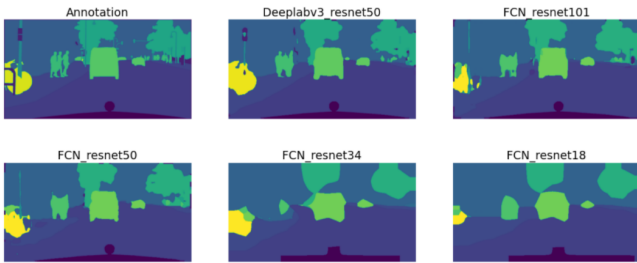 Annotation
Deeplabv3_resnet50
FCN_resnet101
FCN_resnet50
FCN_resnet34
FCN_resnet18